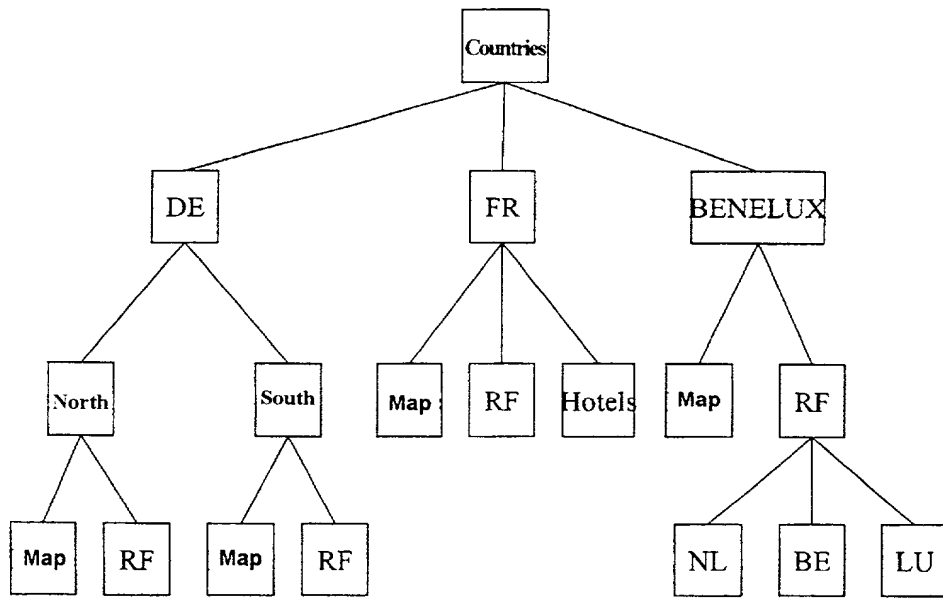 Countries
DE
FR
BENELUX
North
South
Map
RF
Hotels
Map
RF
Map
RF
Map
RF
NL
BE
LU